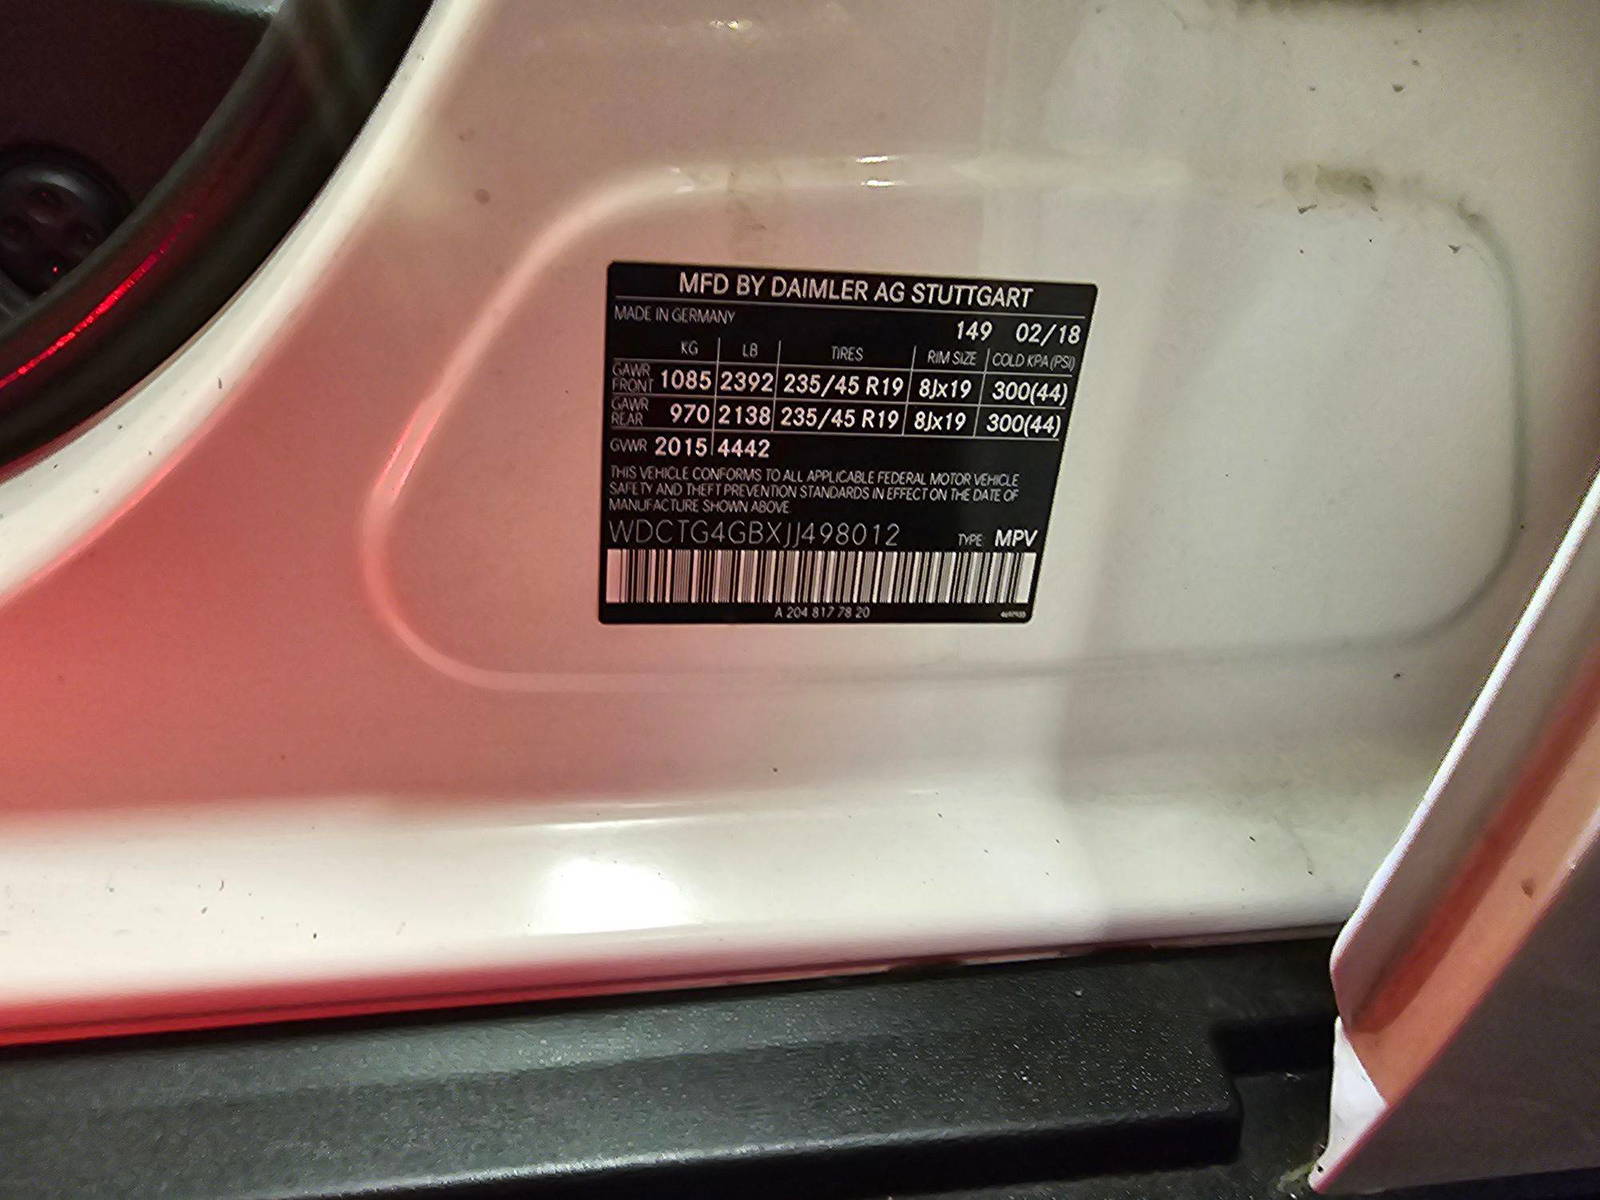 MFD BY DAIMLER AG STUTTGART
MADE IN GERMANY
149 02/18
KG LB TIRES RIM SIZE COLD KPA (PSI)
GAWR FRONT 1085 2392 235/45 R19 8Jx19 300(44)
GAWR REAR 970 2138 235/45 R19 8Jx19 300(44)
GVWR 2015 4442
THIS VEHICLE CONFORMS TO ALL APPLICABLE FEDERAL MOTOR VEHICLE
SAFETY AND THEFT PREVENTION STANDARDS IN EFFECT ON THE DATE OF
MANUFACTURE SHOWN ABOVE
WDCTG4GBXJJ498012 TYPE MPV
A 204 817 78 20